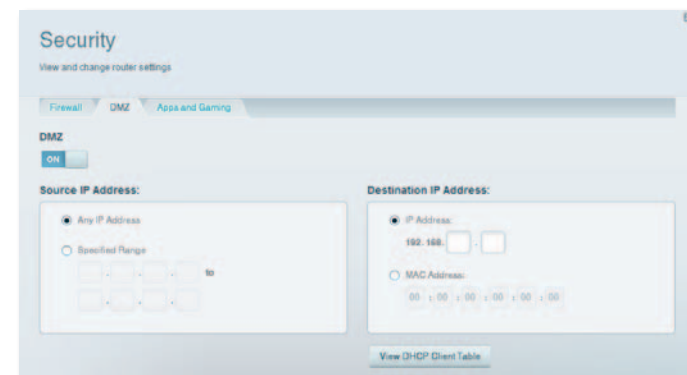 Security
View and change router settings
Firewall DMZ Apps and Gaming
DMZ
ON
Source IP Address:
Any IP Address
Specified Range
. . . to
. . .
Destination IP Address:
IP Address:
192.168. .
MAC Address:
00 : 00 : 00 : 00 : 00 : 00
View DHCP Client Table